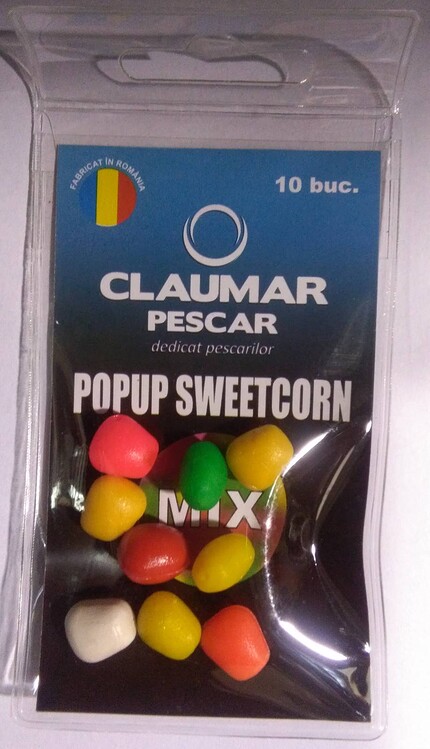 FABRICAT ÎN ROMÂNIA
10 buc.
CLAUMAR
PESCAR
dedicat pescarilor
POPUP SWEETCORN
MIX